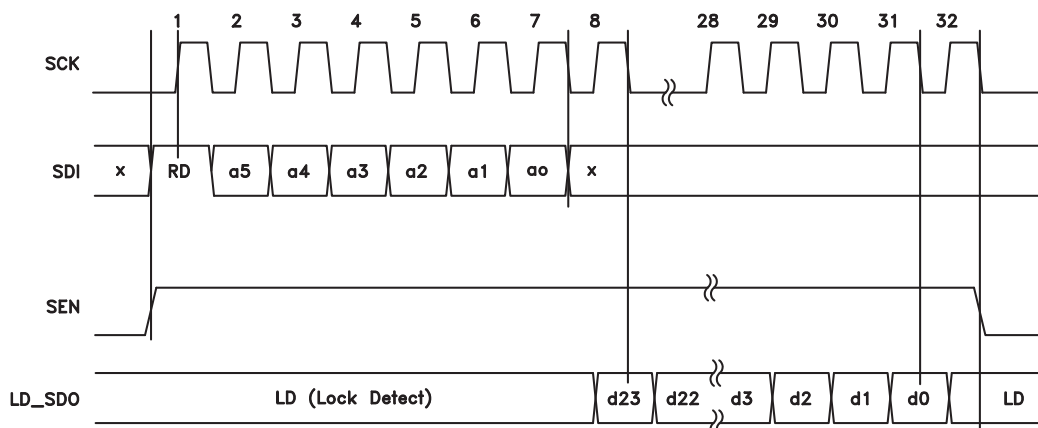 1 2 3 4 5 6 7 8 28 29 30 31 32
SCK
SDI x RD a5 a4 a3 a2 a1 ao x
SEN
LD_SDO LD (Lock Detect) d23 d22 d3 d2 d1 d0 LD